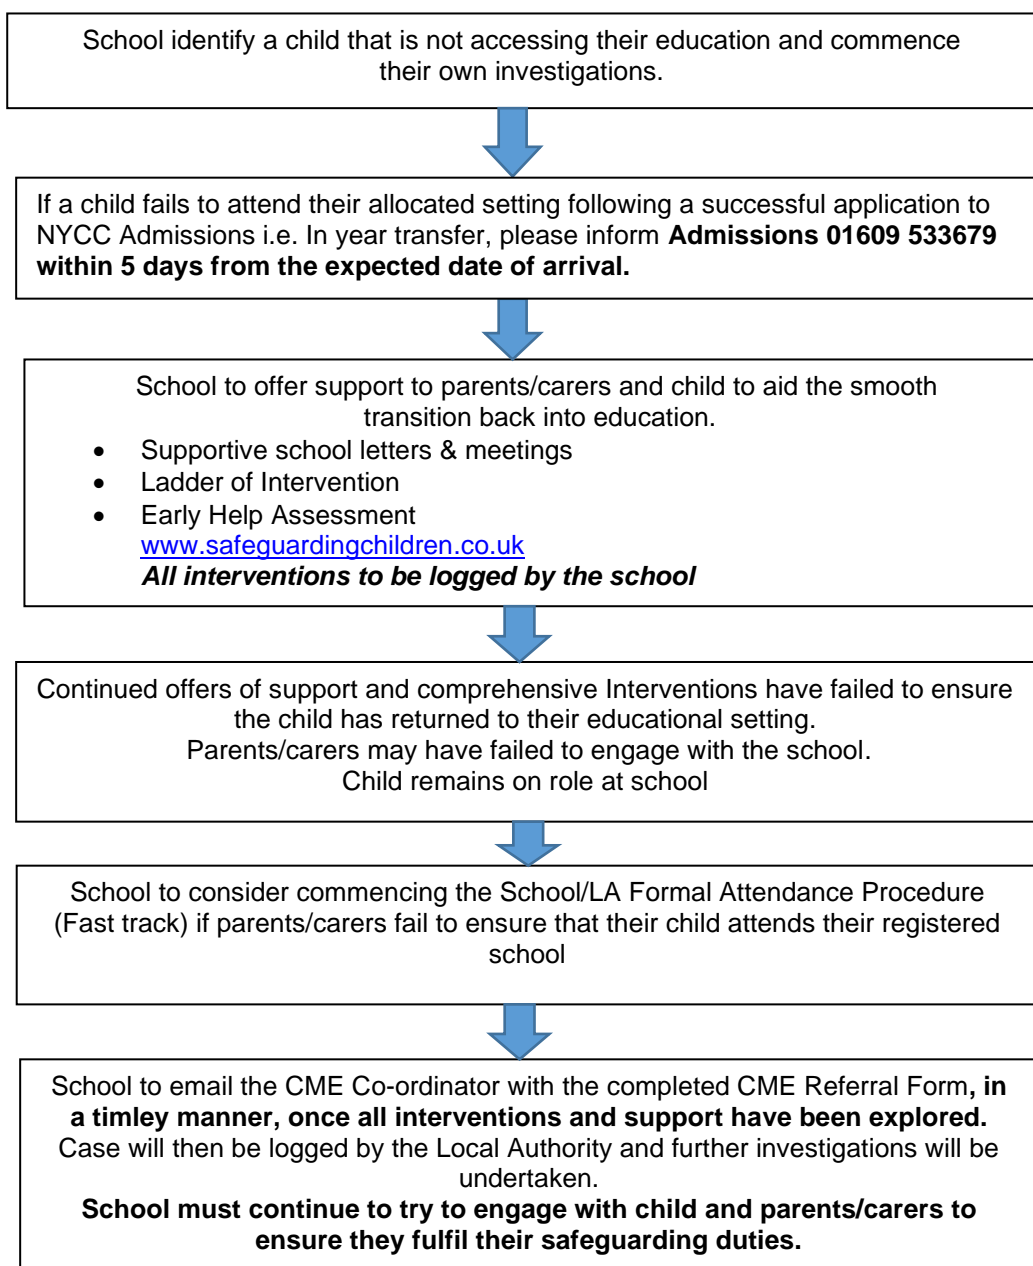 School identify a child that is not accessing their education and commence
their own investigations.
If a child fails to attend their allocated setting following a successful application to
NYCC Admissions i.e. In year transfer, please inform Admissions 01609 533679
within 5 days from the expected date of arrival.
School to offer support to parents/carers and child to aid the smooth
transition back into education.
• Supportive school letters & meetings
• Ladder of Intervention
• Early Help Assessment
www.safeguardingchildren.co.uk
All interventions to be logged by the school
Continued offers of support and comprehensive Interventions have failed to ensure
the child has returned to their educational setting.
Parents/carers may have failed to engage with the school.
Child remains on role at school
School to consider commencing the School/LA Formal Attendance Procedure
(Fast track) if parents/carers fail to ensure that their child attends their registered
school
School to email the CME Co-ordinator with the completed CME Referral Form, in
a timley manner, once all interventions and support have been explored.
Case will then be logged by the Local Authority and further investigations will be
undertaken.
School must continue to try to engage with child and parents/carers to
ensure they fulfil their safeguarding duties.